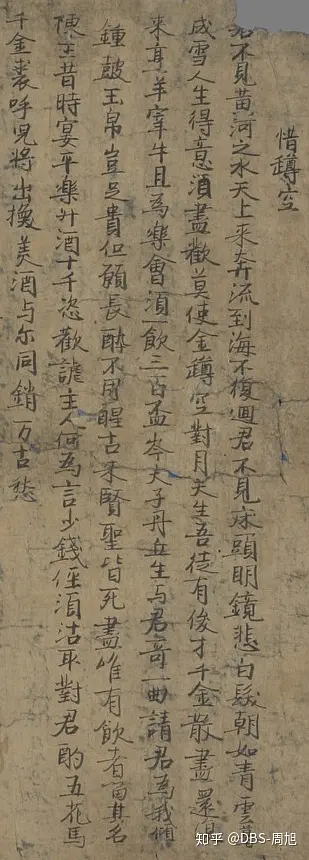 惜罇空
君不見黃河之水天上來奔流到海不復迴君不見床頭明鏡悲白髮朝如青雲
成雪人生得意須盡歡莫使金罇空對月天生吾徒有俊才千金散盡還
來烹羊宰牛且為樂會須一飲三百盃岑夫子丹丘生与君哥一曲請君為我傾
鍾皷玉帛豈足貴但願長醉不用醒古來賢聖皆死盡唯有飲者留其名
陳王昔時宴平樂斗酒十千恣歡謔主人何為言少錢徑須沽取對君酌五花馬
千金裘呼兒將出換美酒与尔同銷万古愁
知乎 @DBS-周旭